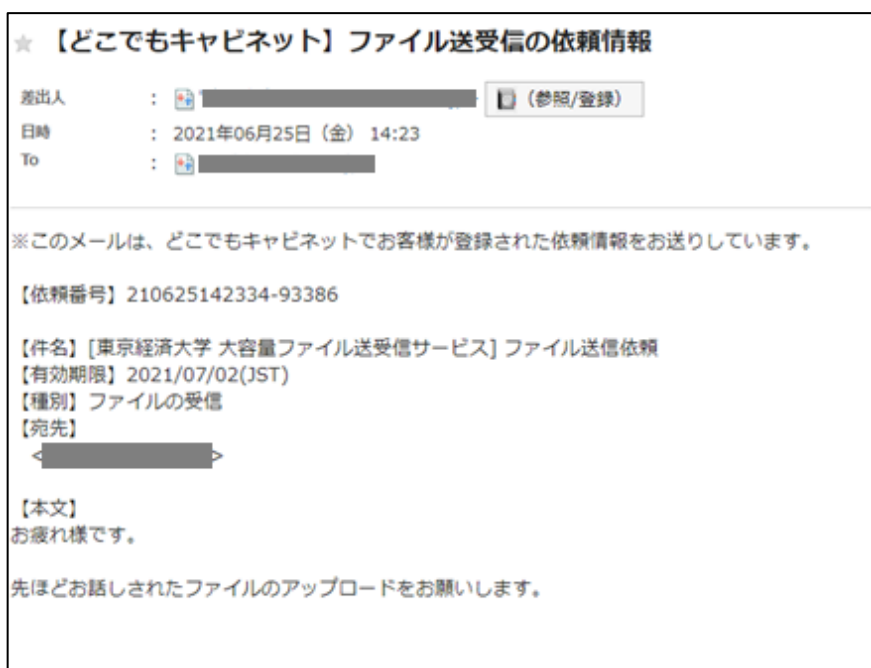 ★ 【どこでもキャビネット】ファイル送受信の依頼情報
差出人 : (参照/登録)
日時 : 2021年06月25日（金） 14:23
To :
※このメールは、どこでもキャビネットでお客様が登録された依頼情報をお送りしています。
【依頼番号】210625142334-93386
【件名】[東京経済大学 大容量ファイル送受信サービス] ファイル送信依頼
【有効期限】2021/07/02(JST)
【種別】ファイルの受信
【宛先】
< >
【本文】
お疲れ様です。
先ほどお話しされたファイルのアップロードをお願いします。